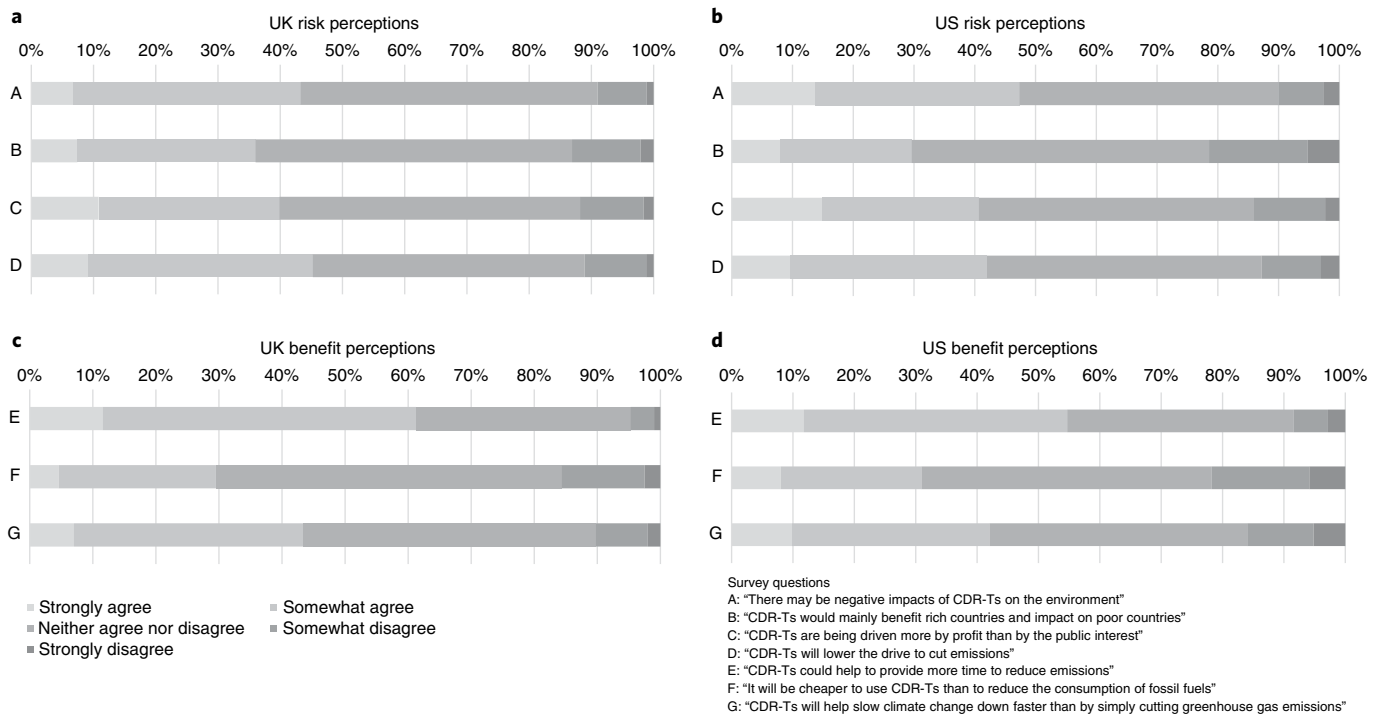 a
UK risk perceptions
0% 10% 20% 30% 40% 50% 60% 70% 80% 90% 100%
A
B
C
D
b
US risk perceptions
0% 10% 20% 30% 40% 50% 60% 70% 80% 90% 100%
A
B
C
D
c
UK benefit perceptions
0% 10% 20% 30% 40% 50% 60% 70% 80% 90% 100%
E
F
G
d
US benefit perceptions
0% 10% 20% 30% 40% 50% 60% 70% 80% 90% 100%
E
F
G
Strongly agree Somewhat agree
Neither agree nor disagree Somewhat disagree
Strongly disagree
Survey questions
A: “There may be negative impacts of CDR-Ts on the environment”
B: “CDR-Ts would mainly benefit rich countries and impact on poor countries”
C: “CDR-Ts are being driven more by profit than by the public interest”
D: “CDR-Ts will lower the drive to cut emissions”
E: “CDR-Ts could help to provide more time to reduce emissions”
F: “It will be cheaper to use CDR-Ts than to reduce the consumption of fossil fuels”
G: “CDR-Ts will help slow climate change down faster than by simply cutting greenhouse gas emissions”